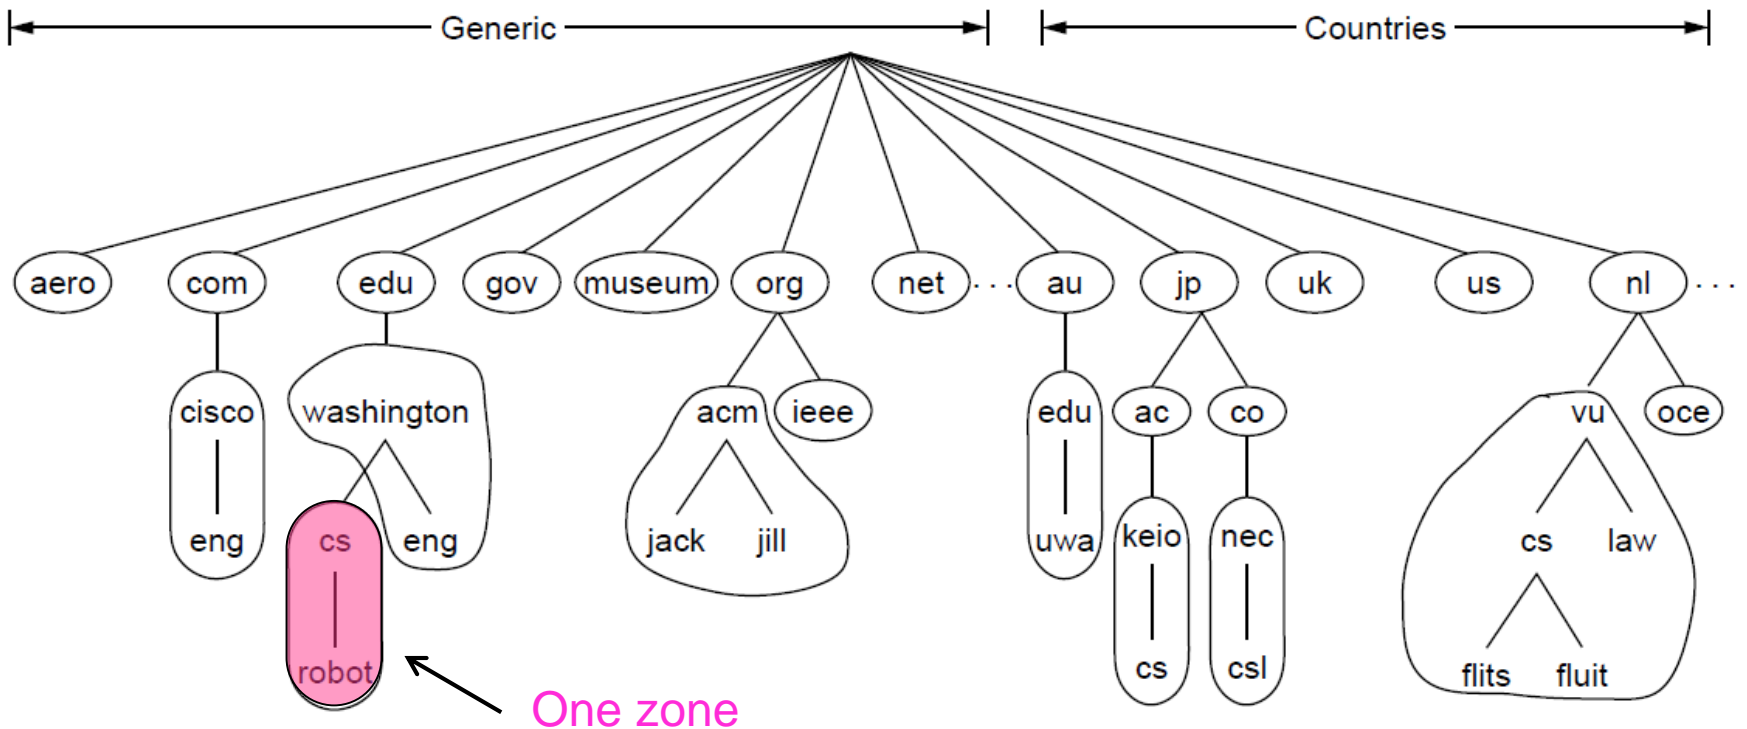 Generic Countries
aero com edu gov museum org net ... au jp uk us nl ...
cisco washington acm ieee edu ac co vu oce
eng cs eng jack jill uwa keio nec cs law
robot cs csl flits fluit
One zone